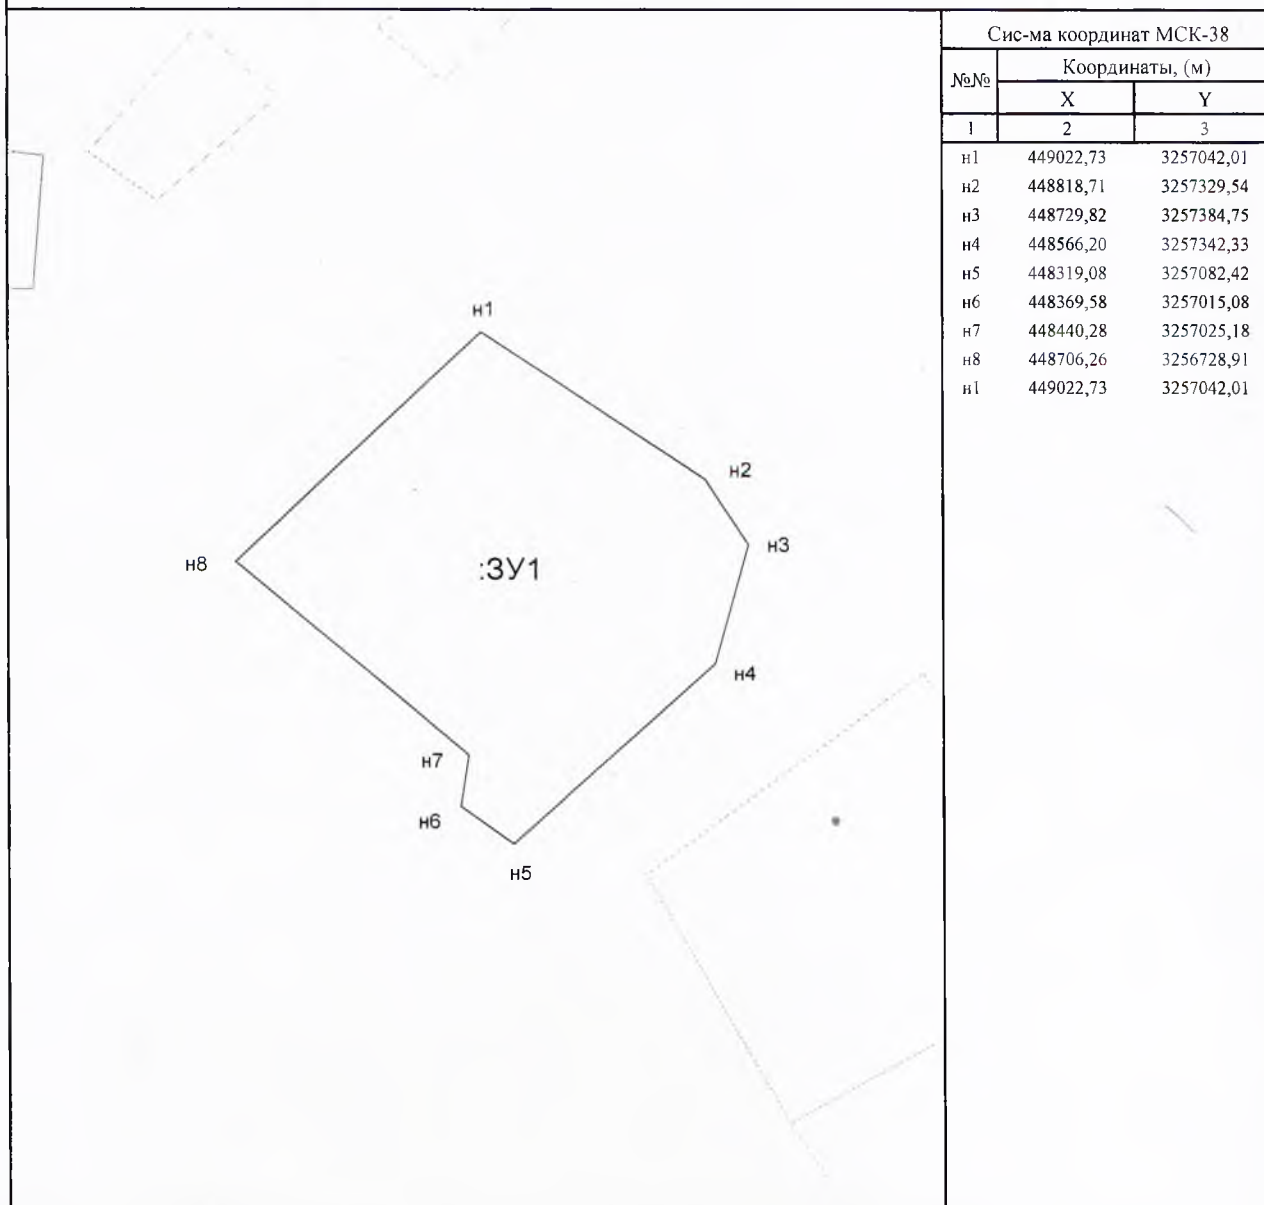 Сис-ма координат МСК-38
№№ Координаты, (м)
X Y
1 2 3
н1 449022,73 3257042,01
н2 448818,71 3257329,54
н3 448729,82 3257384,75
н4 448566,20 3257342,33
н5 448319,08 3257082,42
н6 448369,58 3257015,08
н7 448440,28 3257025,18
н8 448706,26 3256728,91
н1 449022,73 3257042,01
н1
н2
н3
н8
:ЗУ1
н4
н7
н6
н5